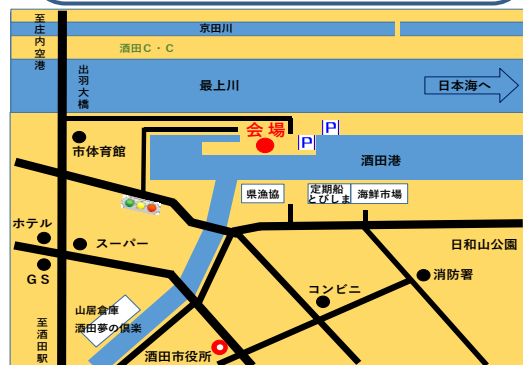 至庄内空港
京田川
酒田C・C
出羽大橋
最上川
日本海へ
会場
P
P
市体育館
酒田港
県漁協
定期船
とびしま
海鮮市場
ホテル
スーパー
日和山公園
GS
消防署
コンビニ
山居倉庫
酒田夢の倶楽
至酒田駅
酒田市役所